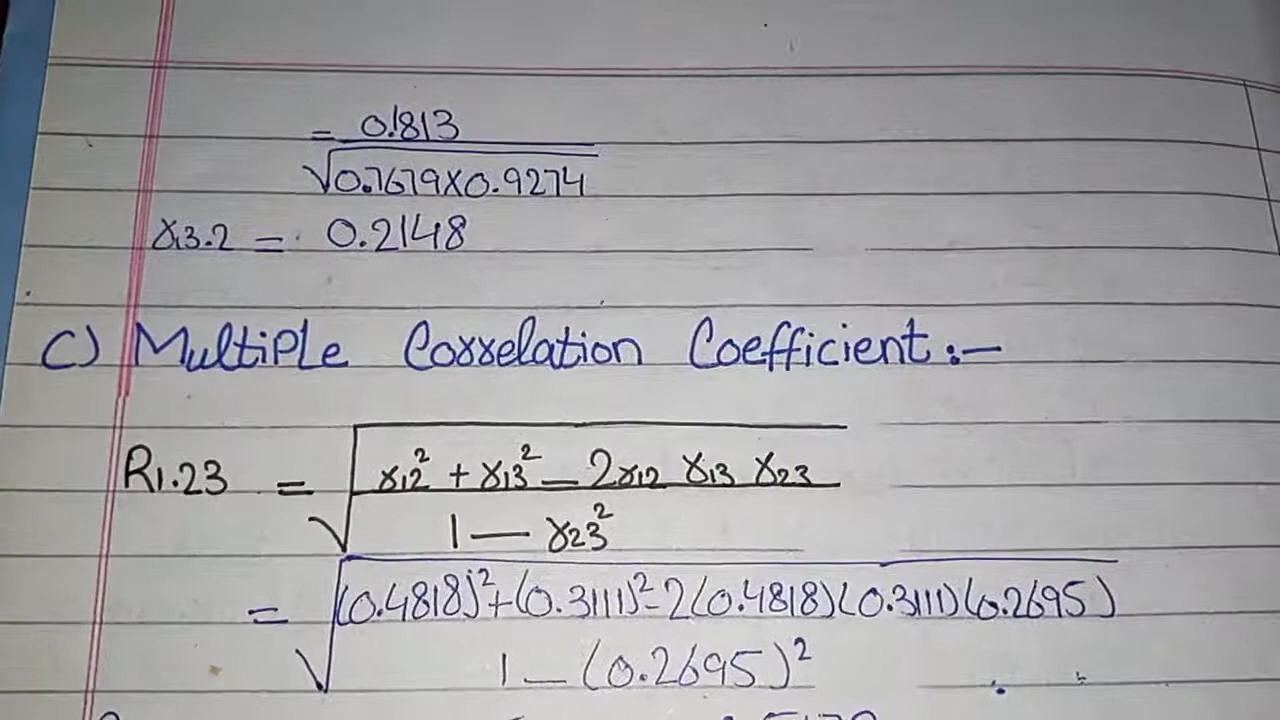 = 0.1813
√0.7679×0.9274
r13.2 = 0.2148
C) Multiple Correlation Coefficient :-
R1.23 = √ r12² + r13² - 2r12 r13 r23
1 - r23²
= √ (0.4818)² + (0.3111)² - 2(0.4818)(0.3111)(0.2695)
1 - (0.2695)²